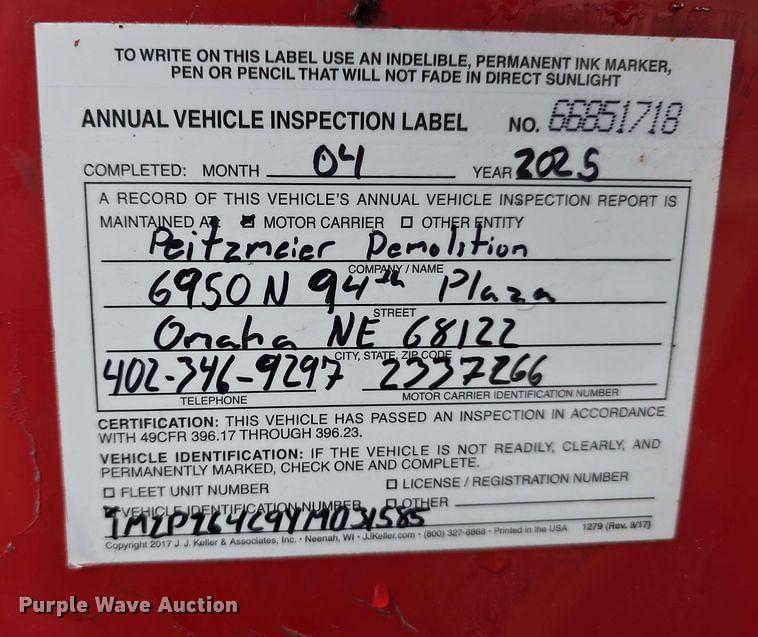 TO WRITE ON THIS LABEL USE AN INDELIBLE, PERMANENT INK MARKER,
PEN OR PENCIL THAT WILL NOT FADE IN DIRECT SUNLIGHT
ANNUAL VEHICLE INSPECTION LABEL NO. 66851718
COMPLETED: MONTH 04 YEAR 2025
A RECORD OF THIS VEHICLE'S ANNUAL VEHICLE INSPECTION REPORT IS
MAINTAINED AT MOTOR CARRIER OTHER ENTITY
Peitzmeier Demolition
COMPANY / NAME
6950 N 94th Plaza
STREET
Omaha NE 68122
CITY, STATE, ZIP CODE
402-346-9297 2337266
TELEPHONE MOTOR CARRIER IDENTIFICATION NUMBER
CERTIFICATION: THIS VEHICLE HAS PASSED AN INSPECTION IN ACCORDANCE
WITH 49CFR 396.17 THROUGH 396.23.
VEHICLE IDENTIFICATION: IF THE VEHICLE IS NOT READILY, CLEARLY, AND
PERMANENTLY MARKED, CHECK ONE AND COMPLETE.
FLEET UNIT NUMBER LICENSE / REGISTRATION NUMBER
VEHICLE IDENTIFICATION NUMBER OTHER
Copyright 2017 J. J. Keller & Associates, Inc. • Neenah, WI • JJKeller.com • (800) 327-6868 • Printed in the USA 1279 (Rev. 3/17)
Purple Wave Auction